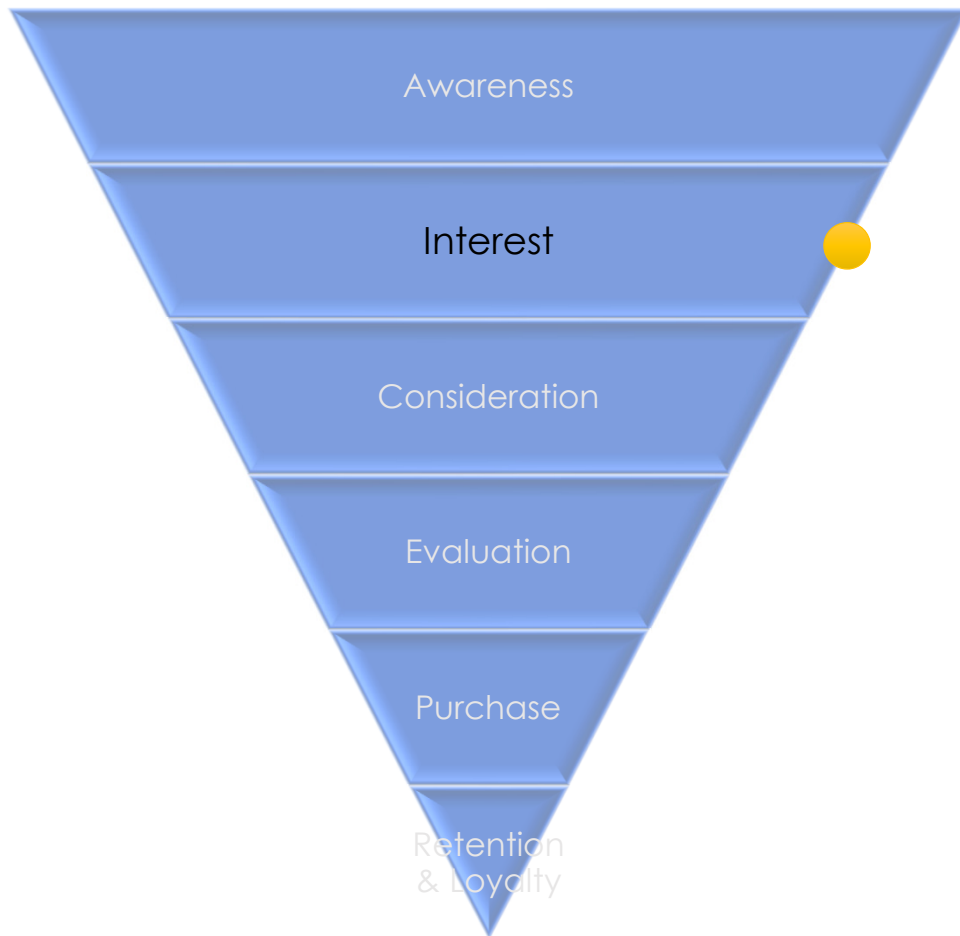 Awareness
Interest
Consideration
Evaluation
Purchase
Retention
& Loyalty